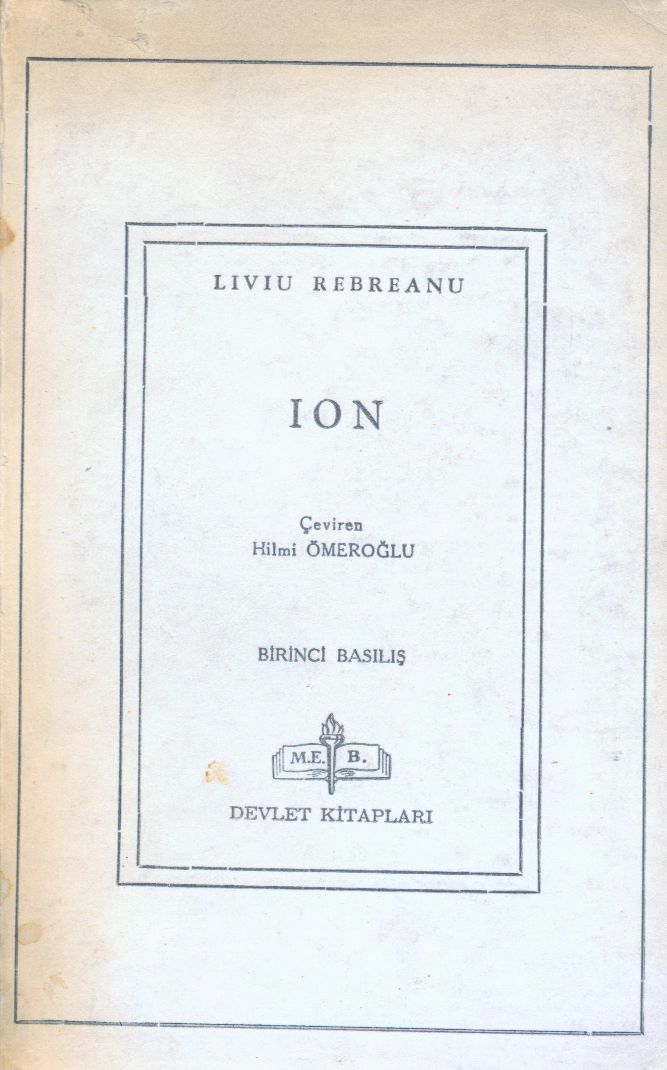 LIVIU REBREANU
ION
Çeviren
Hilmi ÖMEROĞLU
BİRİNCİ BASILIŞ
M.E. B.
DEVLET KİTAPLARI